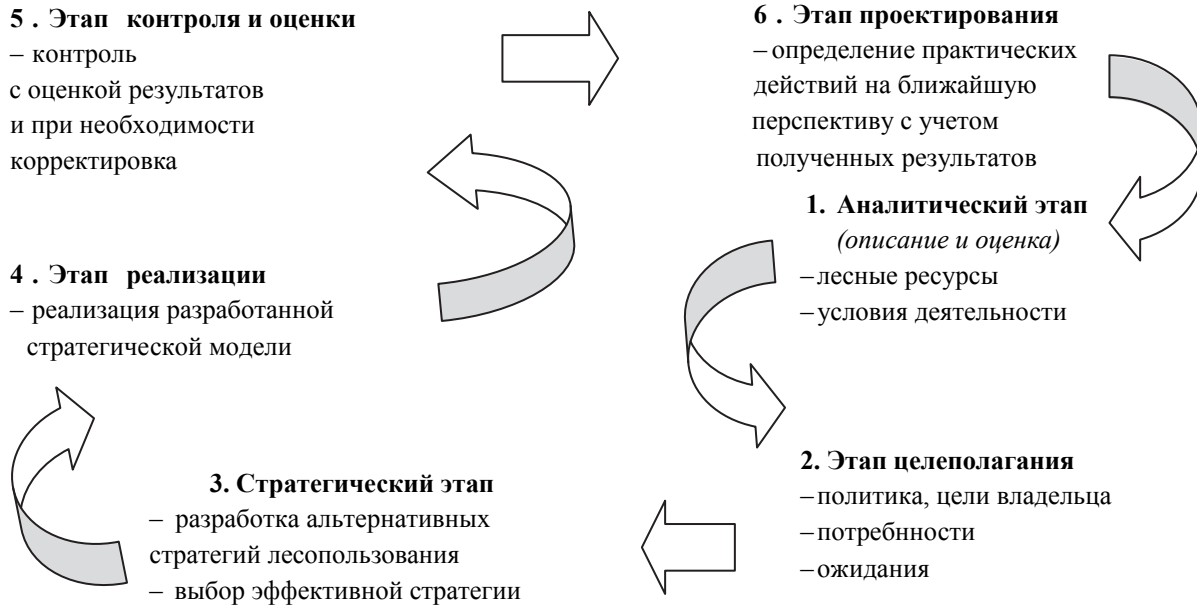 5 . Этап контроля и оценки
– контроль
с оценкой результатов
и при необходимости
корректировка
6 . Этап проектирования
– определение практических
действий на ближайшую
перспективу с учетом
полученных результатов
1. Аналитический этап
(описание и оценка)
– лесные ресурсы
– условия деятельности
4 . Этап реализации
– реализация разработанной
стратегической модели
2. Этап целеполагания
– политика, цели владельца
– потребнности
– ожидания
3. Стратегический этап
– разработка альтернативных
стратегий лесопользования
– выбор эффективной стратегии